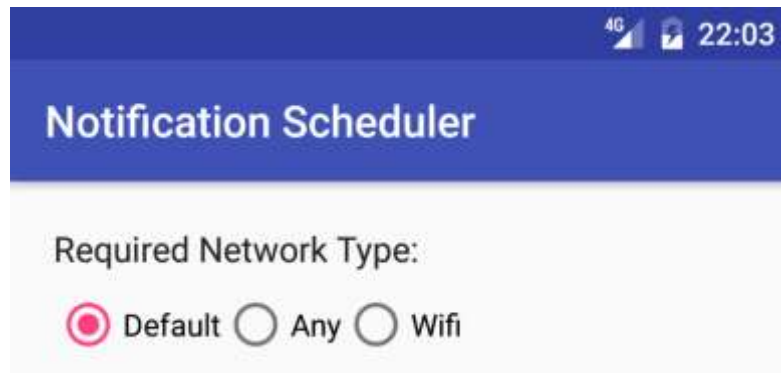 4G 22:03
Notification Scheduler
Required Network Type:
Default Any Wifi